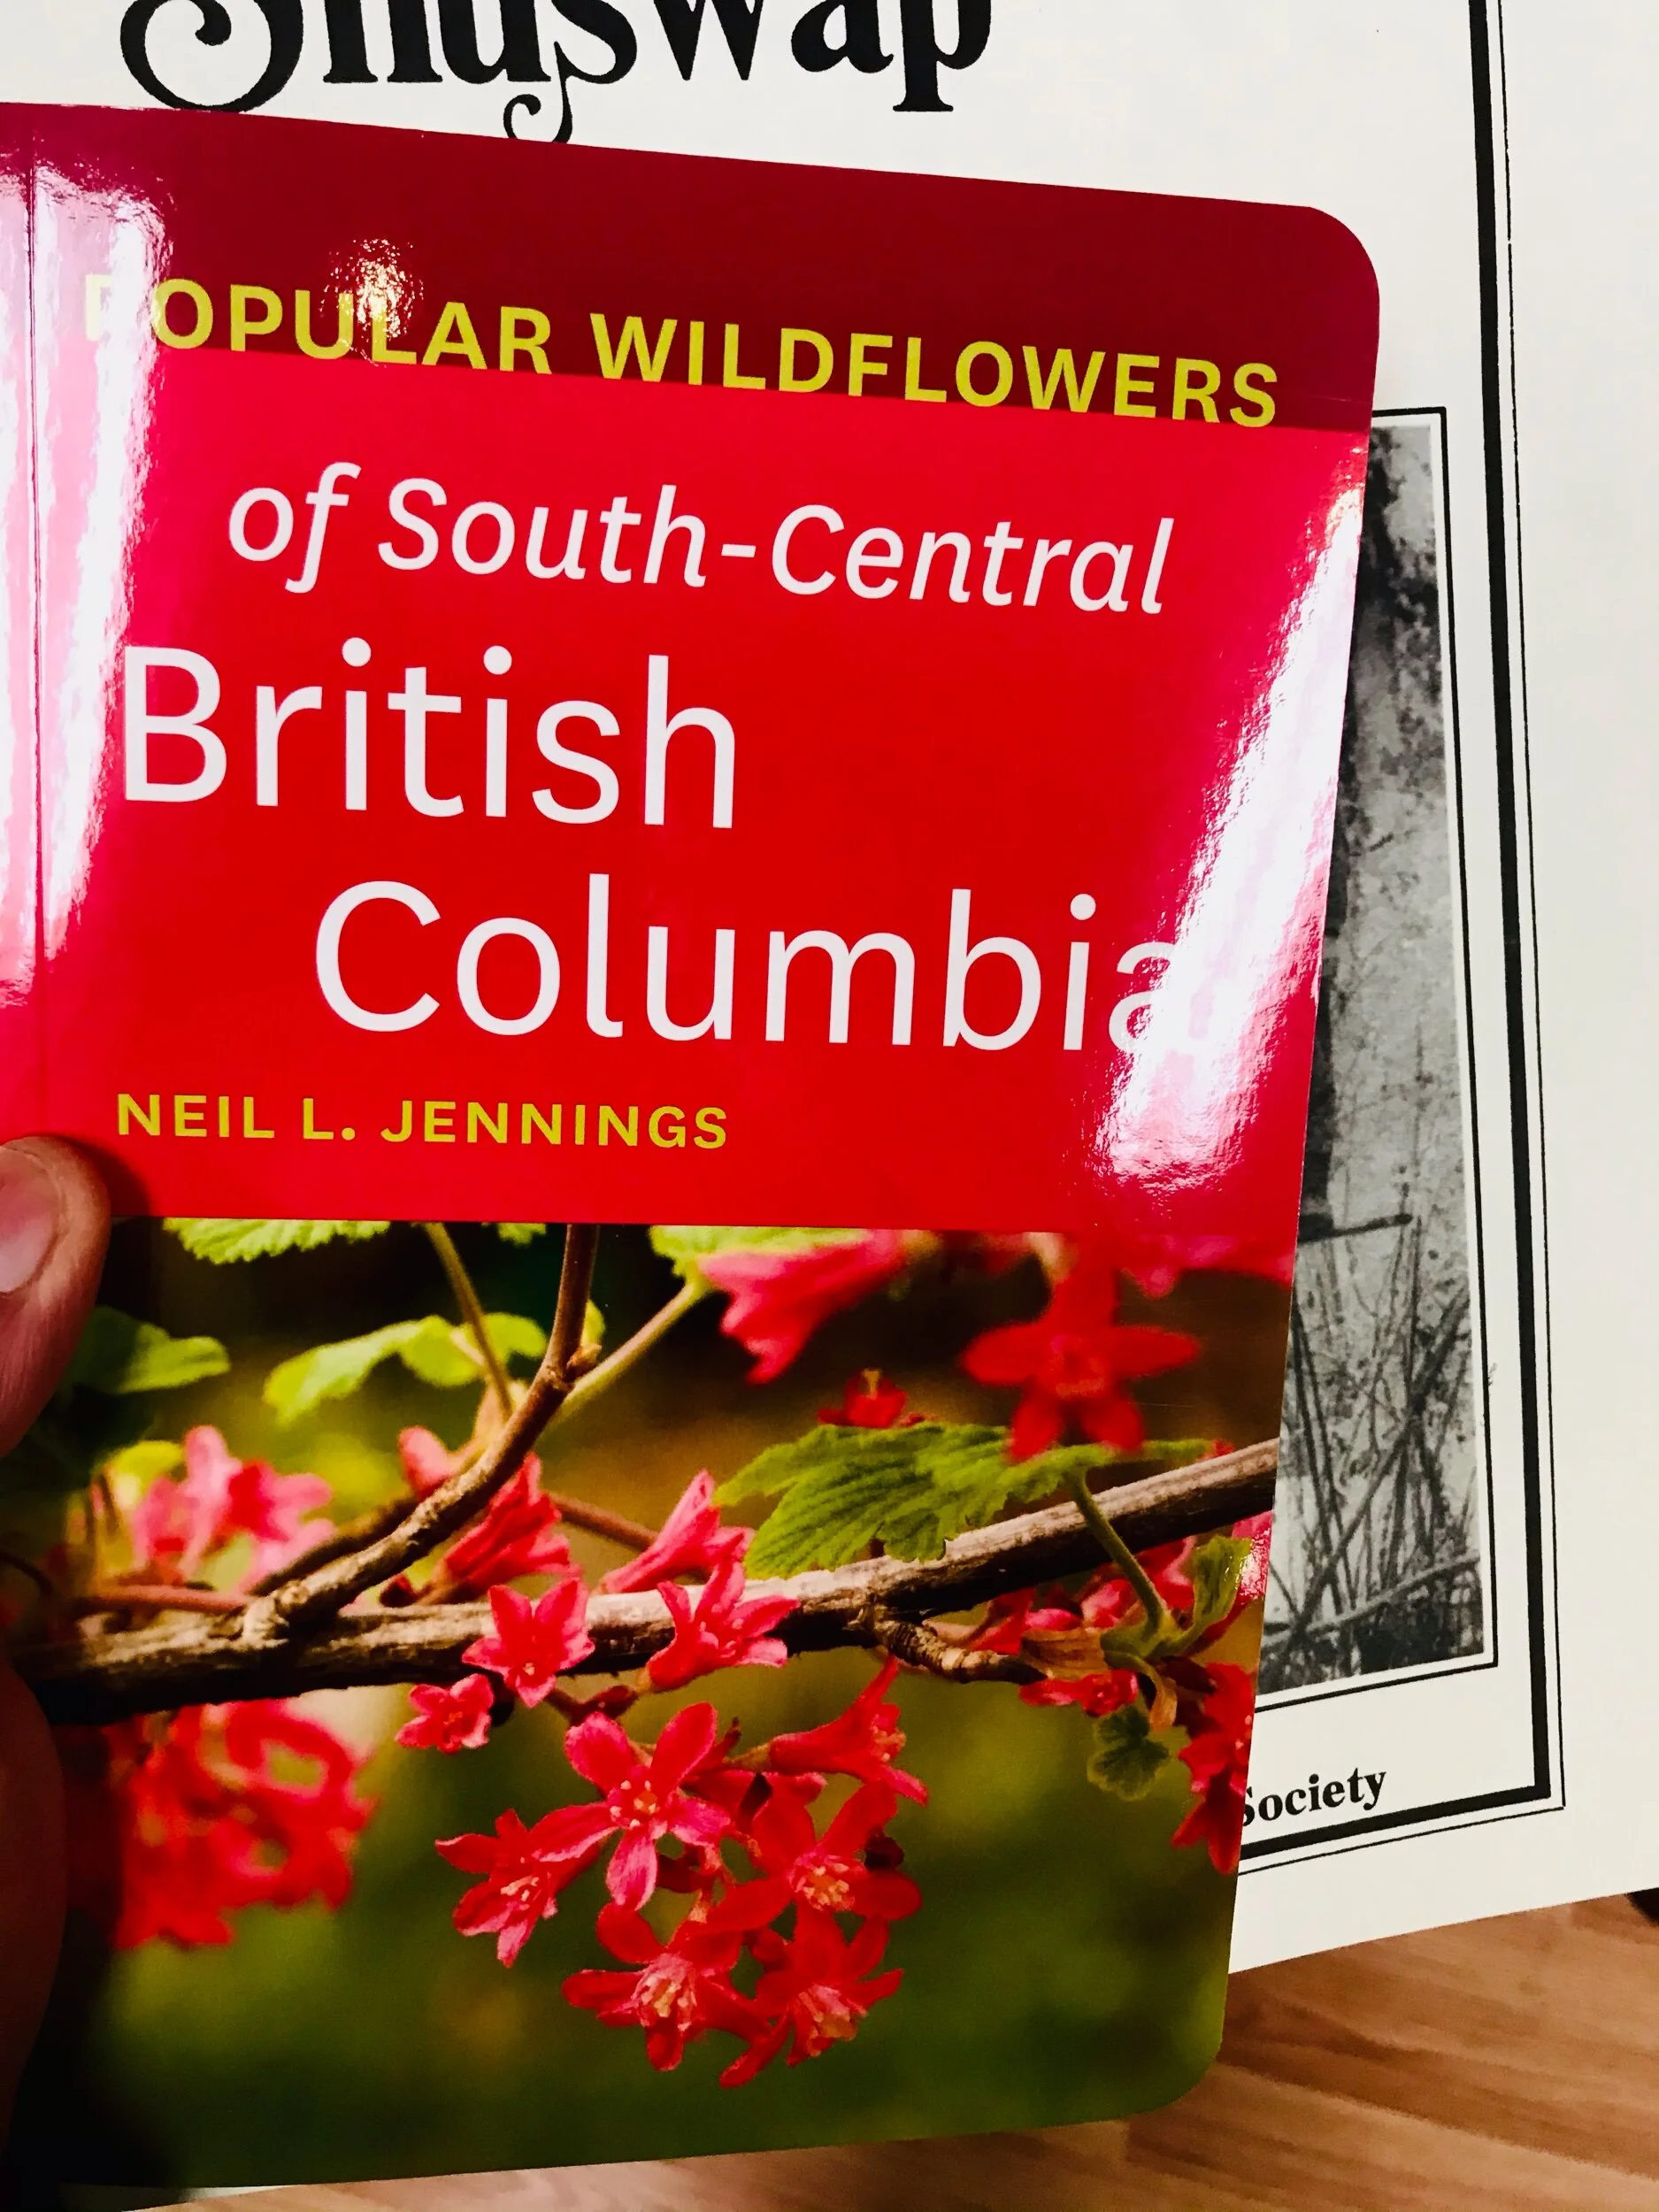 Shuswap
POPULAR WILDFLOWERS
of South-Central
British
Columbia
NEIL L. JENNINGS
Society